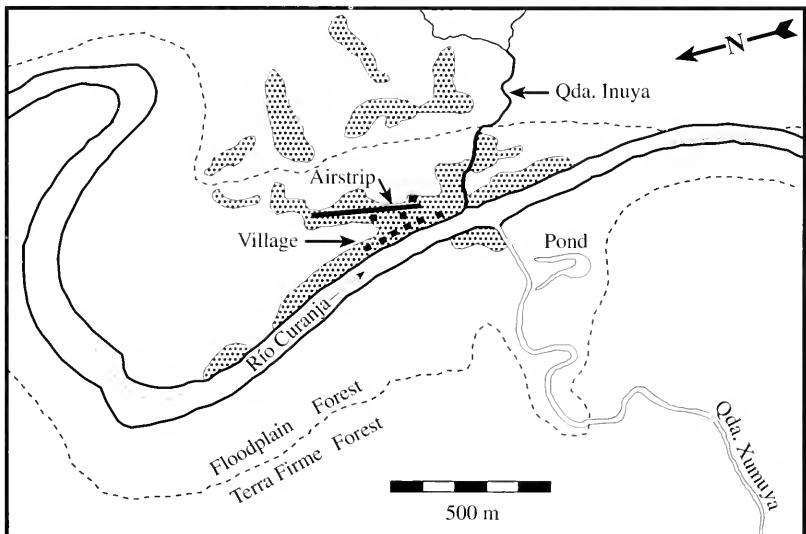 N
Qda. Inuya
Airstrip
Village
Pond
Río Curanja
Floodplain Forest
Terra Firme Forest
Qda. Xumuya
500 m